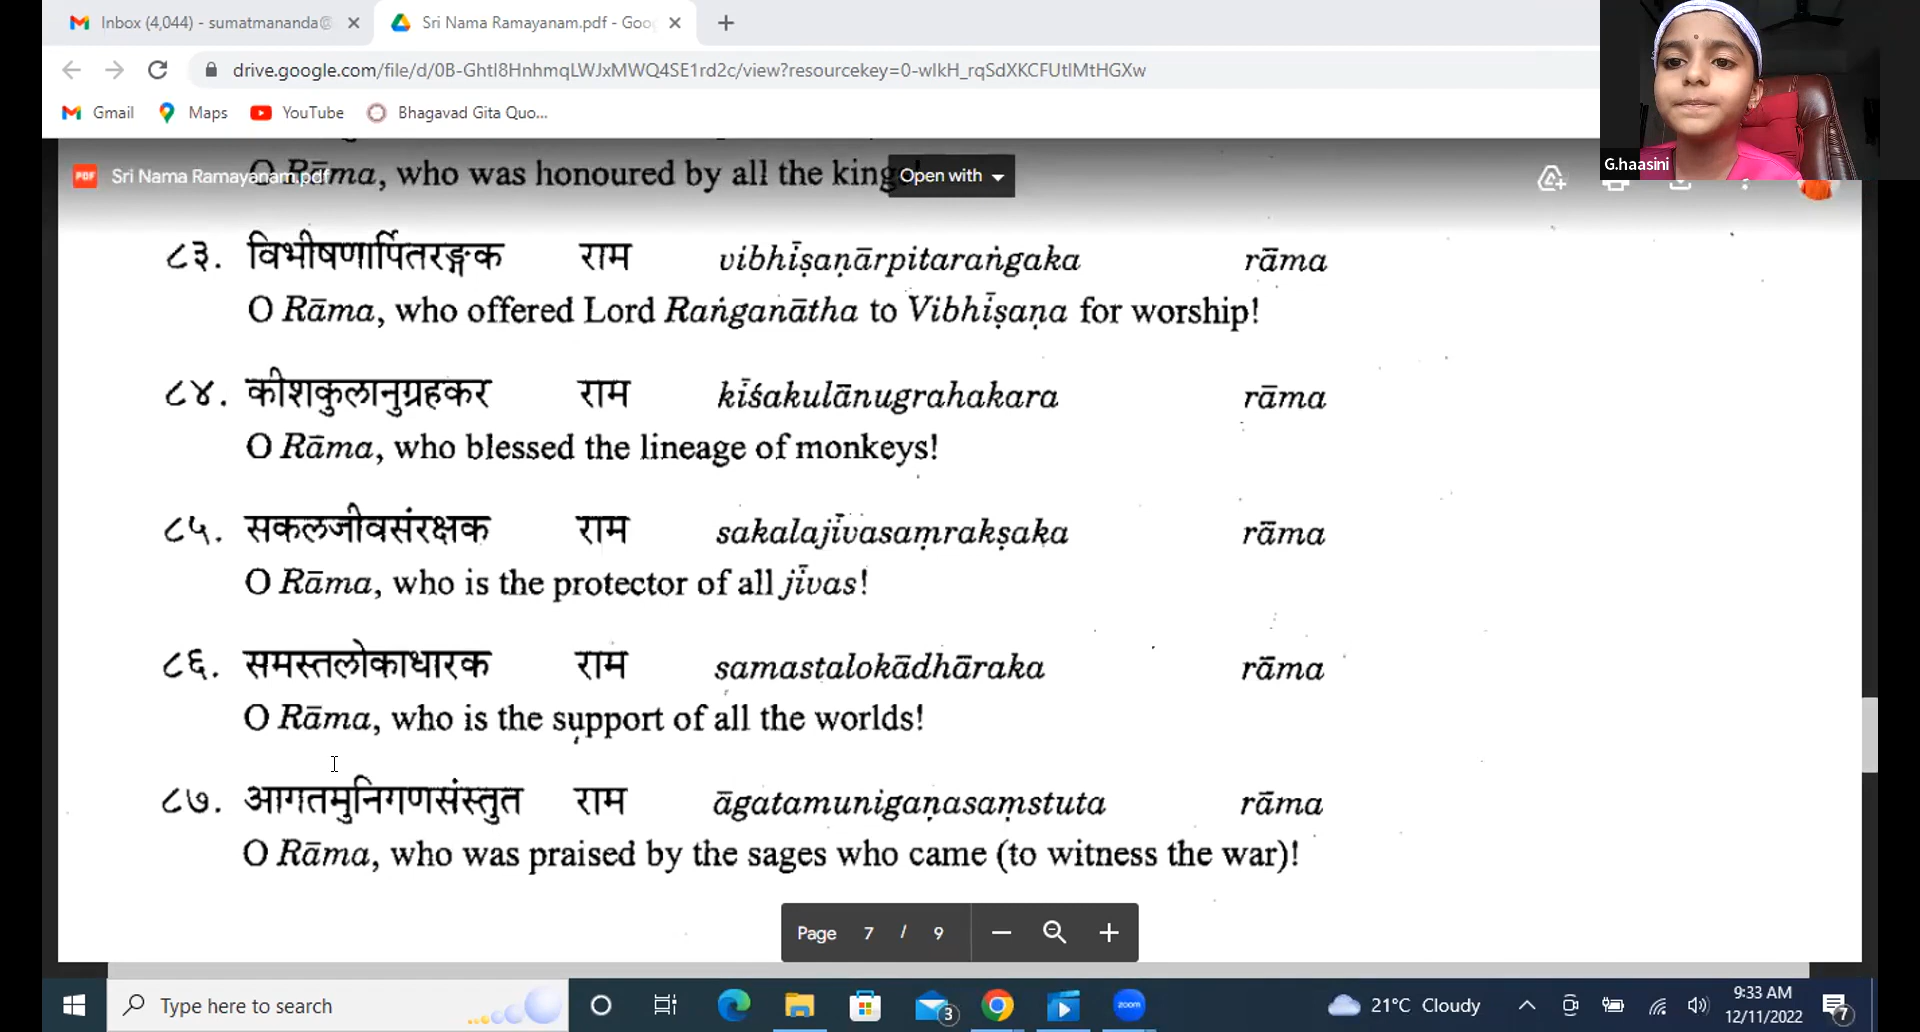 Inbox (4,044) - sumatmananda@
Sri Nama Ramayanam.pdf - Goo
drive.google.com/file/d/0B-Ghtl8HnhmqLWJxMWQ4SE1rd2c/view?resourcekey=0-wlkH_rqSdXKCFUtlMtHGXw
Gmail Maps YouTube Bhagavad Gita Quo...
G.haasini
PDF Sri Nama Ramayanam.pdf
Open with
O Rāma, who was honoured by all the kings
८३. विभीषणार्पितरङ्गक राम vibhīṣaṇārpitaraṅgaka rāma
O Rāma, who offered Lord Raṅganātha to Vibhīṣaṇa for worship!
८४. कीशकुलानुग्रहकर राम kīśakulānugrahakara rāma
O Rāma, who blessed the lineage of monkeys!
८५. सकलजीवसंरक्षक राम sakalajīvasaṃrakṣaka rāma
O Rāma, who is the protector of all jīvas!
८६. समस्तलोकाधारक राम samastalokādhāraka rāma
O Rāma, who is the support of all the worlds!
८७. आगतमुनिगणसंस्तुत राम āgatamunigaṇasaṃstuta rāma
O Rāma, who was praised by the sages who came (to witness the war)!
Page 7 / 9
Type here to search
3
zoom
21°C Cloudy
9:33 AM
12/11/2022
7